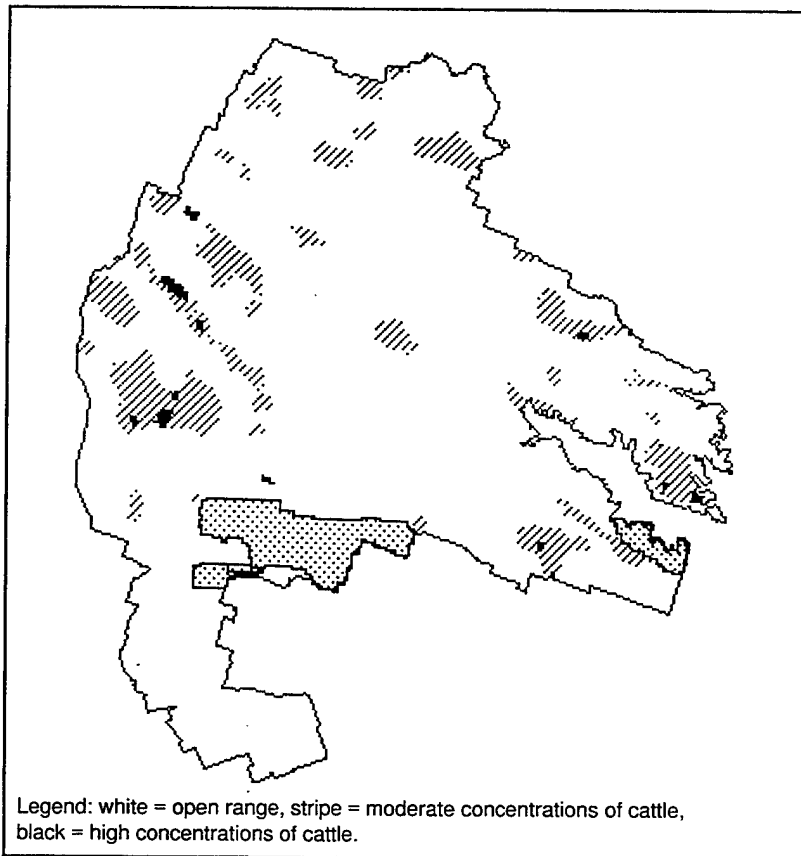 Legend: white = open range, stripe = moderate concentrations of cattle,
black = high concentrations of cattle.